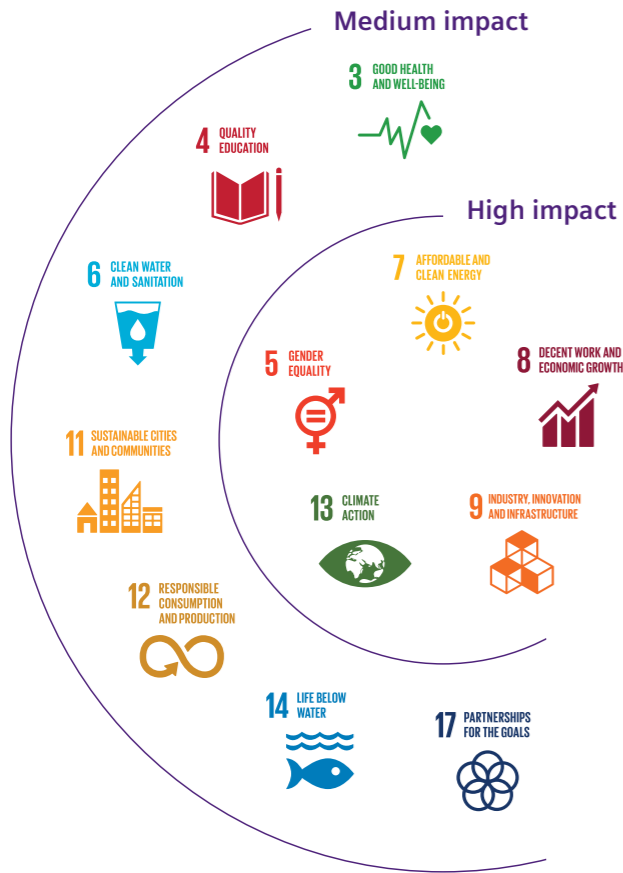 Medium impact
3 GOOD HEALTH
AND WELL-BEING
4 QUALITY
EDUCATION
High impact
6 CLEAN WATER
AND SANITATION
7 AFFORDABLE AND
CLEAN ENERGY
5 GENDER
EQUALITY
8 DECENT WORK AND
ECONOMIC GROWTH
11 SUSTAINABLE CITIES
AND COMMUNITIES
13 CLIMATE
ACTION
9 INDUSTRY, INNOVATION
AND INFRASTRUCTURE
12 RESPONSIBLE
CONSUMPTION
AND PRODUCTION
14 LIFE BELOW
WATER
17 PARTNERSHIPS
FOR THE GOALS